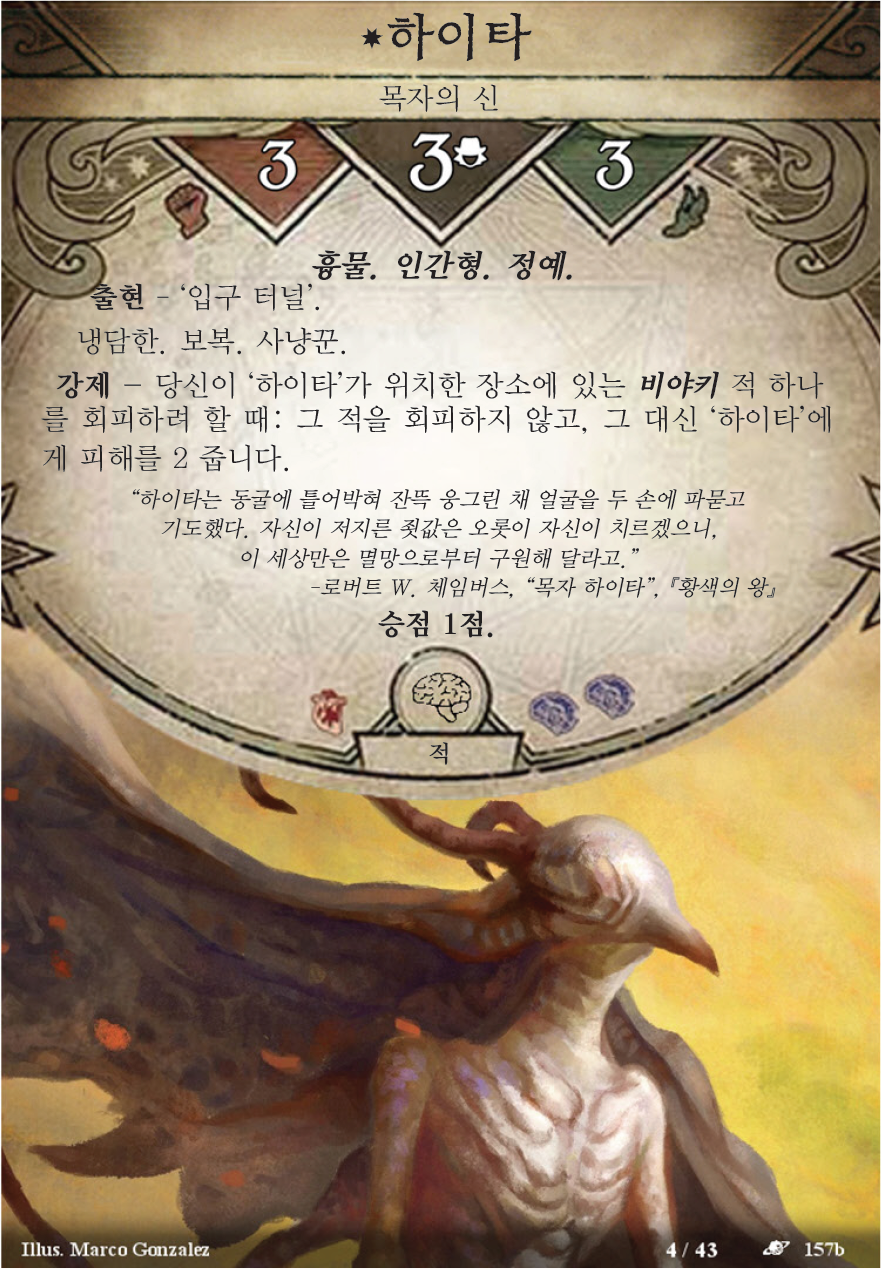 ✷하이타
목자의 신
3 3 3
흉물. 인간형. 정예.
출현 – ‘입구 터널’.
냉담한. 보복. 사냥꾼.
강제 – 당신이 ‘하이타’가 위치한 장소에 있는 비야키 적 하나
를 회피하려 할 때: 그 적을 회피하지 않고, 그 대신 ‘하이타’에
게 피해를 2 줍니다.
“하이타는 동굴에 틀어박혀 잔뜩 웅그린 채 얼굴을 두 손에 파묻고
기도했다. 자신이 저지른 죗값은 오롯이 자신이 치르겠으니,
이 세상만은 멸망으로부터 구원해 달라고.”
–로버트 W. 체임버스, “목자 하이타”, 『황색의 왕』
승점 1점.
적
Illus. Marco Gonzalez 4 / 43 157b